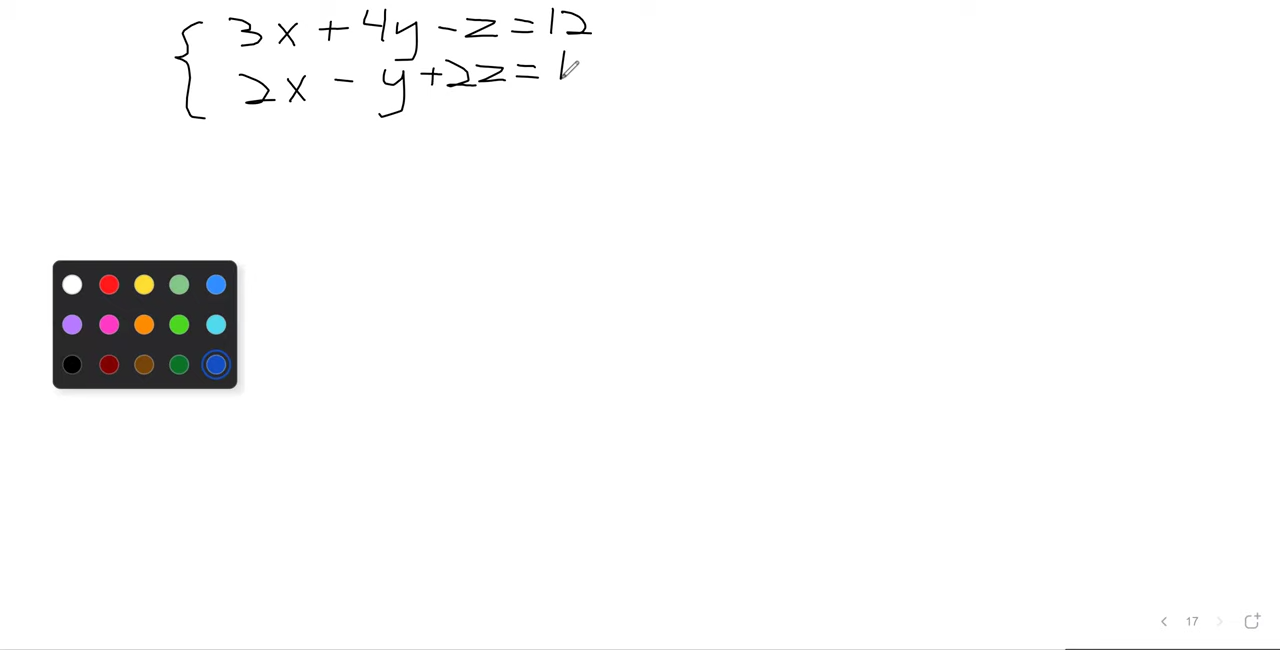 3x + 4y - z = 12
2x - y + 2z =
17